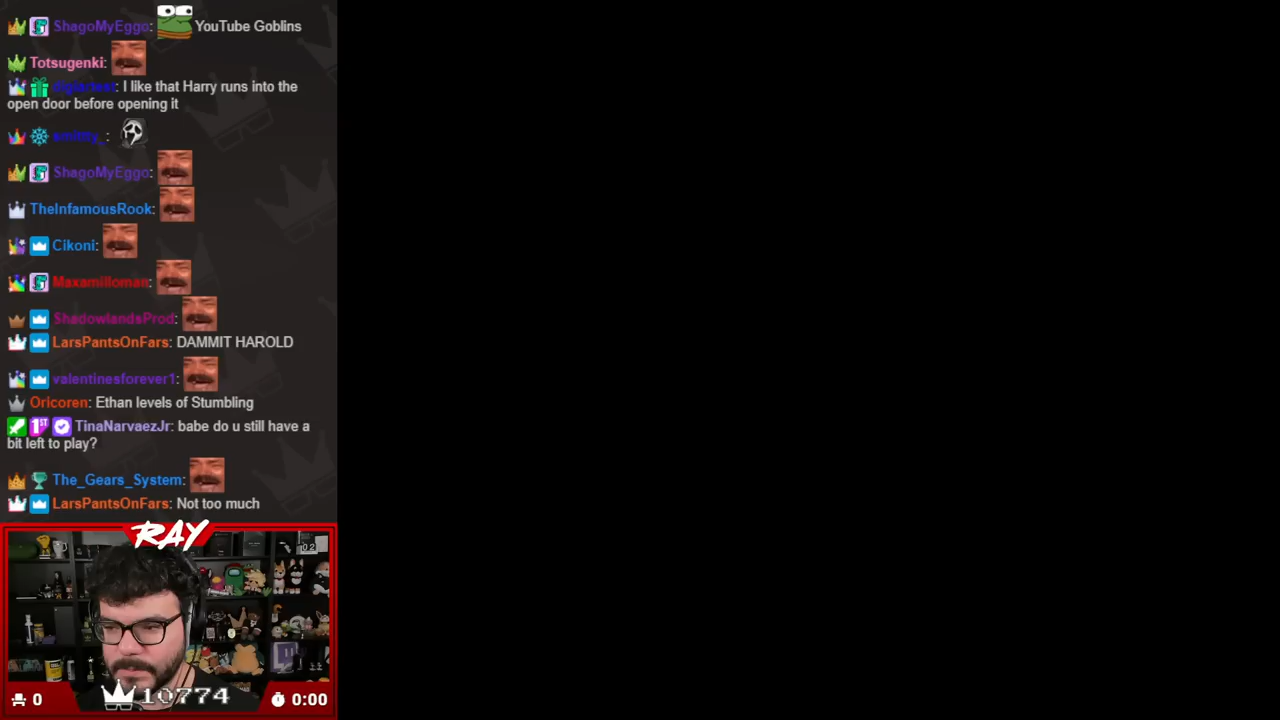 ShagoMyEggo: YouTube Goblins
Totsugenki:
: I like that Harry runs into the
open door before opening it
smittty_:
ShagoMyEggo:
TheInfamousRook:
Cikoni:
Maxamilloman:
ShadowlandsProd:
LarsPantsOnFars: DAMMIT HAROLD
valentinesforever1:
Oricoren: Ethan levels of Stumbling
1ST TinaNarvaezJr: babe do u still have a
bit left to play?
The_Gears_System:
LarsPantsOnFars: Not too much
RAY
0
10774
0:00